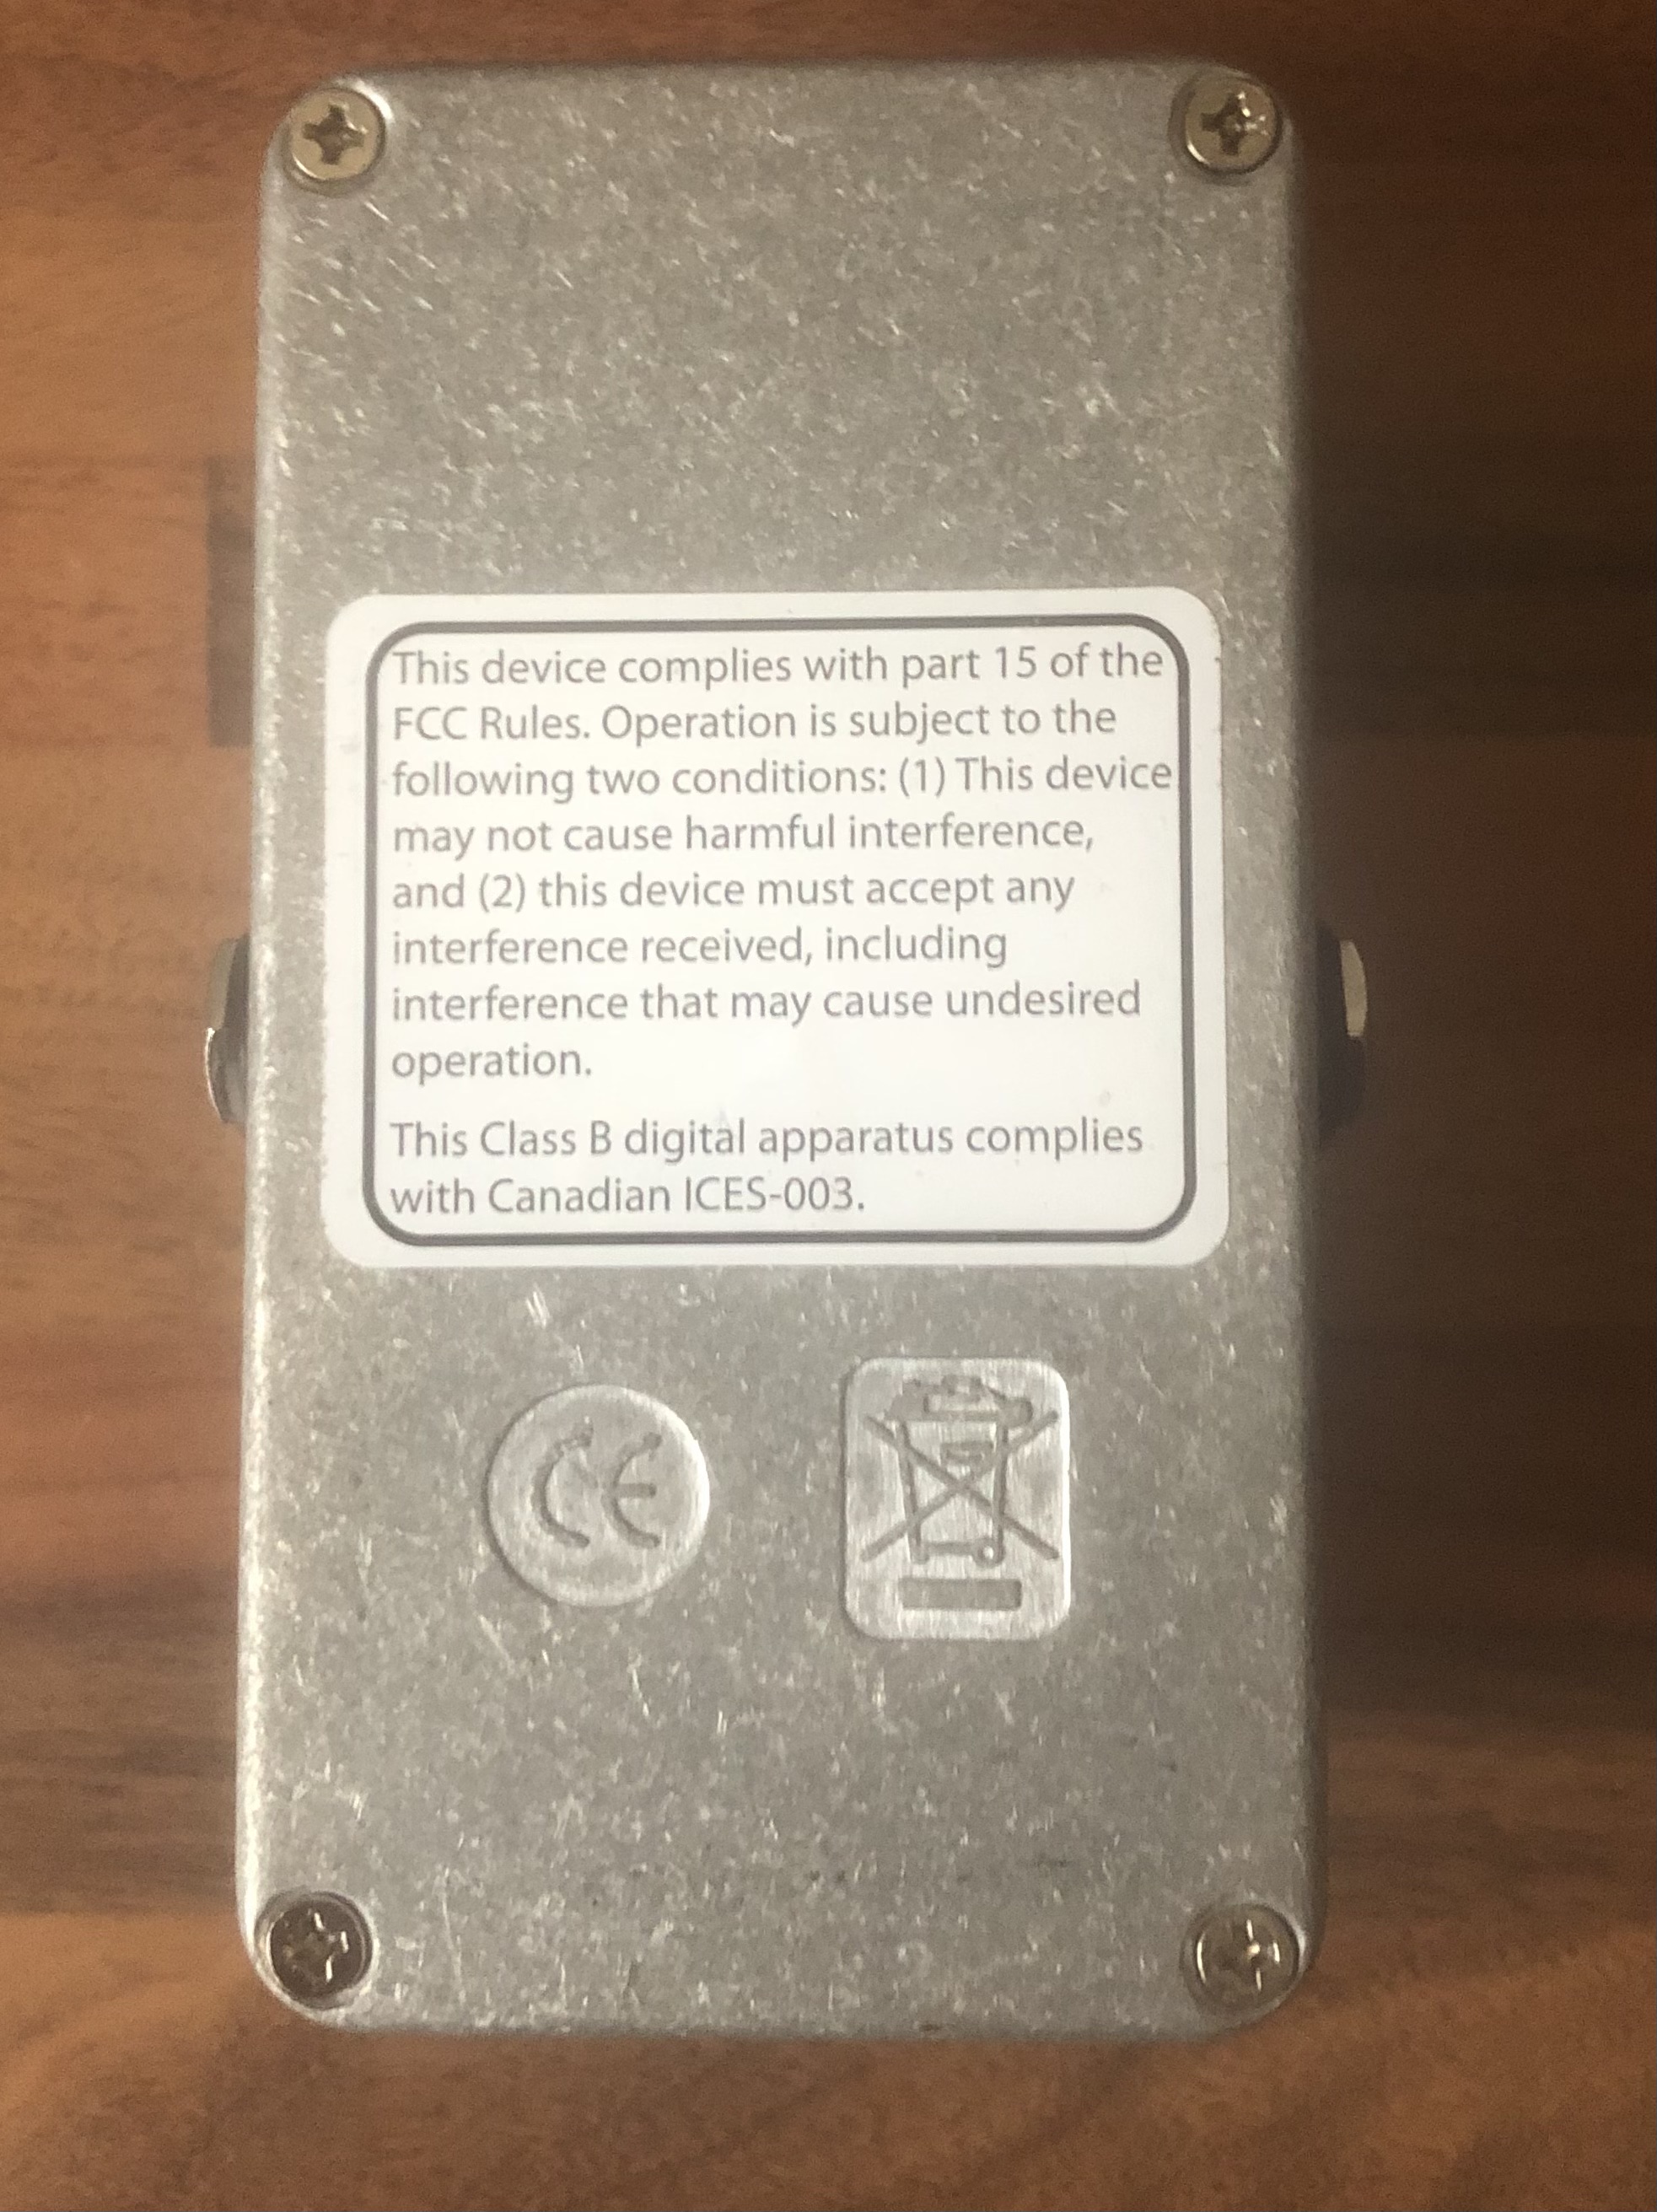 This device complies with part 15 of the
FCC Rules. Operation is subject to the
following two conditions: (1) This device
may not cause harmful interference,
and (2) this device must accept any
interference received, including
interference that may cause undesired
operation.
This Class B digital apparatus complies
with Canadian ICES-003.
CE